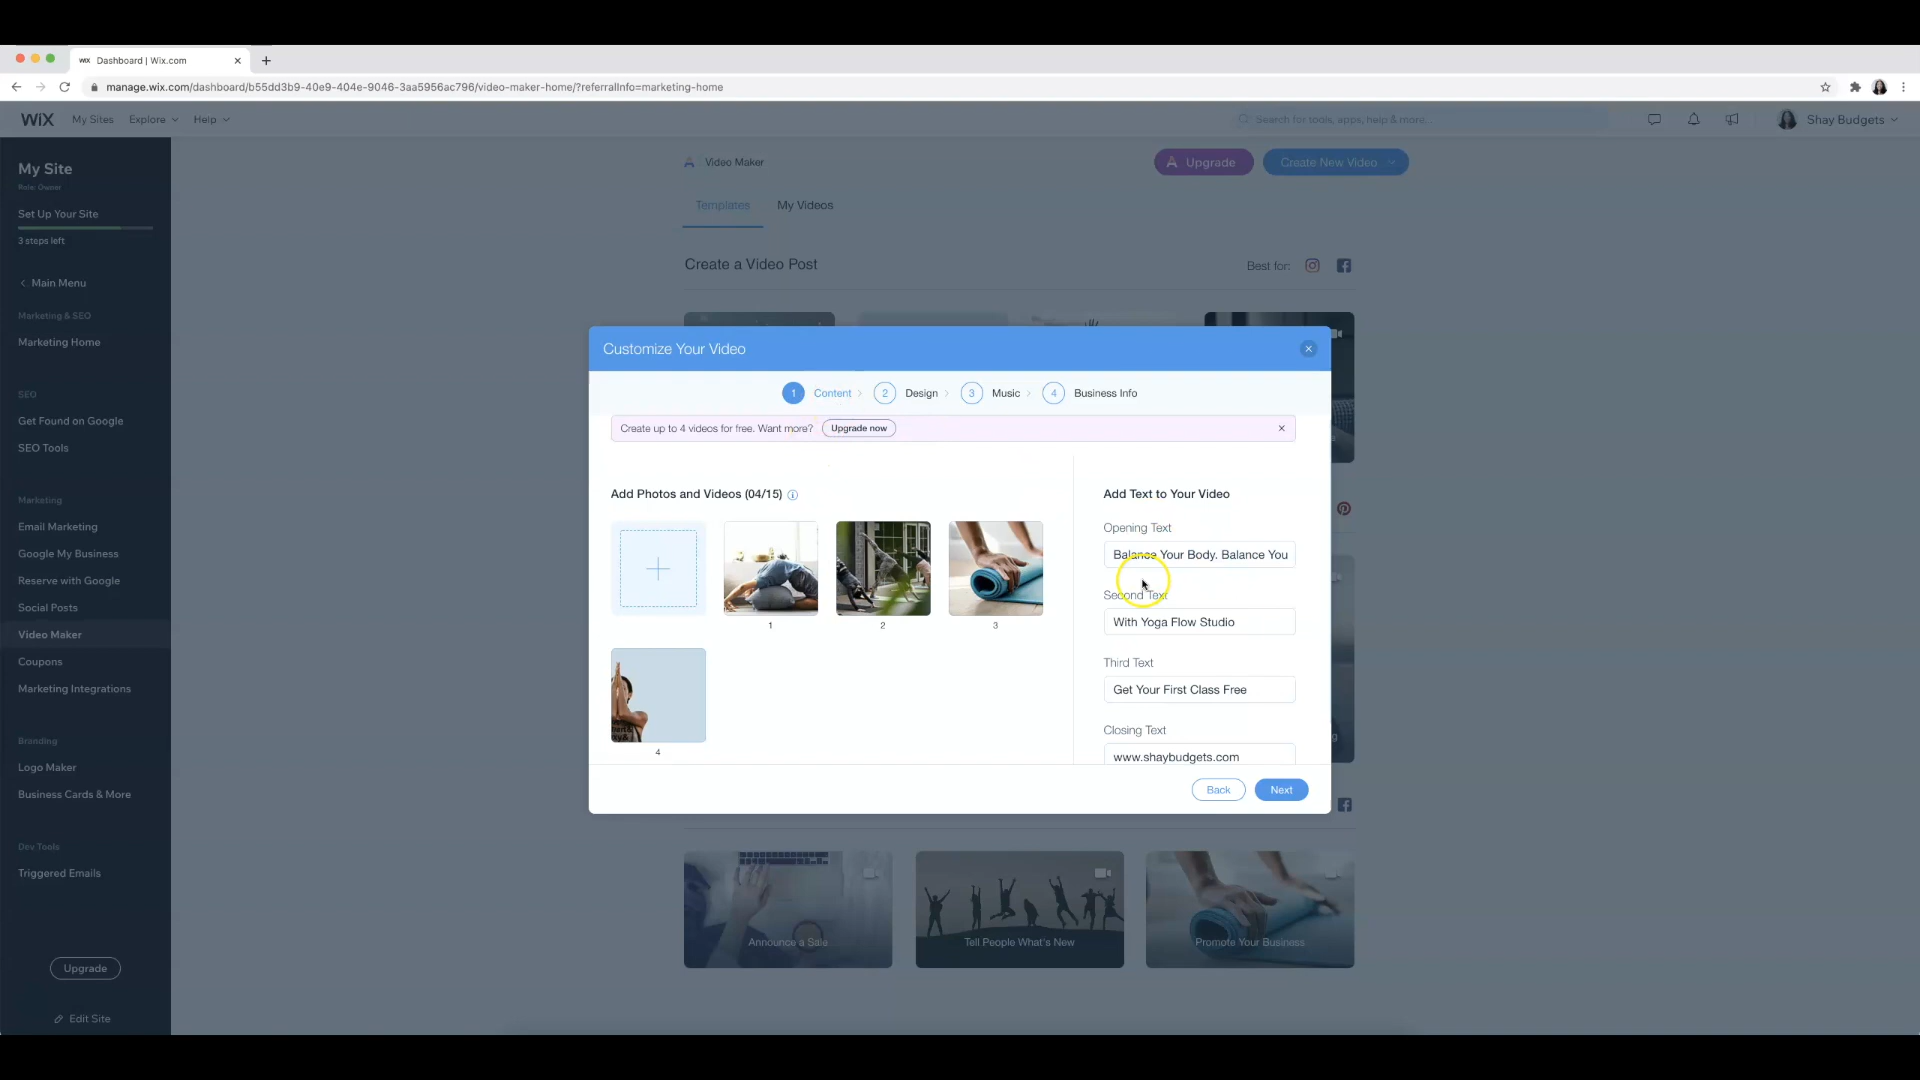 WiX Dashboard | Wix.com
manage.wix.com/dashboard/b55dd3b9-40e9-404e-9046-3aa5956ac796/video-maker-home/?referralInfo=marketing-home
WiX My Sites Explore Help Search for tools, apps, help & more... Shay Budgets
My Site
Role: Owner
Set Up Your Site
3 steps left
Main Menu
Marketing & SEO
Marketing Home
SEO
Get Found on Google
SEO Tools
Marketing
Email Marketing
Google My Business
Reserve with Google
Social Posts
Video Maker
Coupons
Marketing Integrations
Branding
Logo Maker
Business Cards & More
Dev Tools
Triggered Emails
Upgrade
Edit Site
Video Maker Upgrade Create New Video
Templates My Videos
Create a Video Post Best for:
Customize Your Video
1 Content 2 Design 3 Music 4 Business Info
Create up to 4 videos for free. Want more? Upgrade now
Add Photos and Videos (04/15)
1 2 3
4
Add Text to Your Video
Opening Text
Balance Your Body. Balance You
Second Text
With Yoga Flow Studio
Third Text
Get Your First Class Free
Closing Text
www.shaybudgets.com
Back Next
Announce a Sale Tell People What's New Promote Your Business